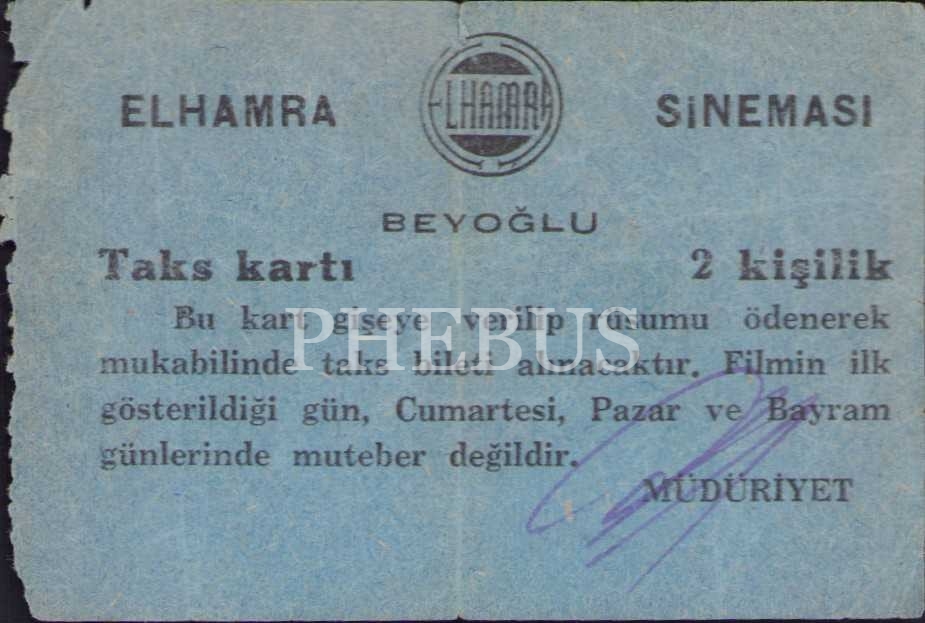 ELHAMRA ELHAMRA SİNEMASI
BEYOĞLU
Taks kartı 2 kişilik
Bu kart gişeye verilip rüsumu ödenerek
mukabilinde taks bileti alınacaktır. Filmin ilk
gösterildiği gün, Cumartesi, Pazar ve Bayram
günlerinde muteber değildir.
MÜDÜRİYET
PHEBUS